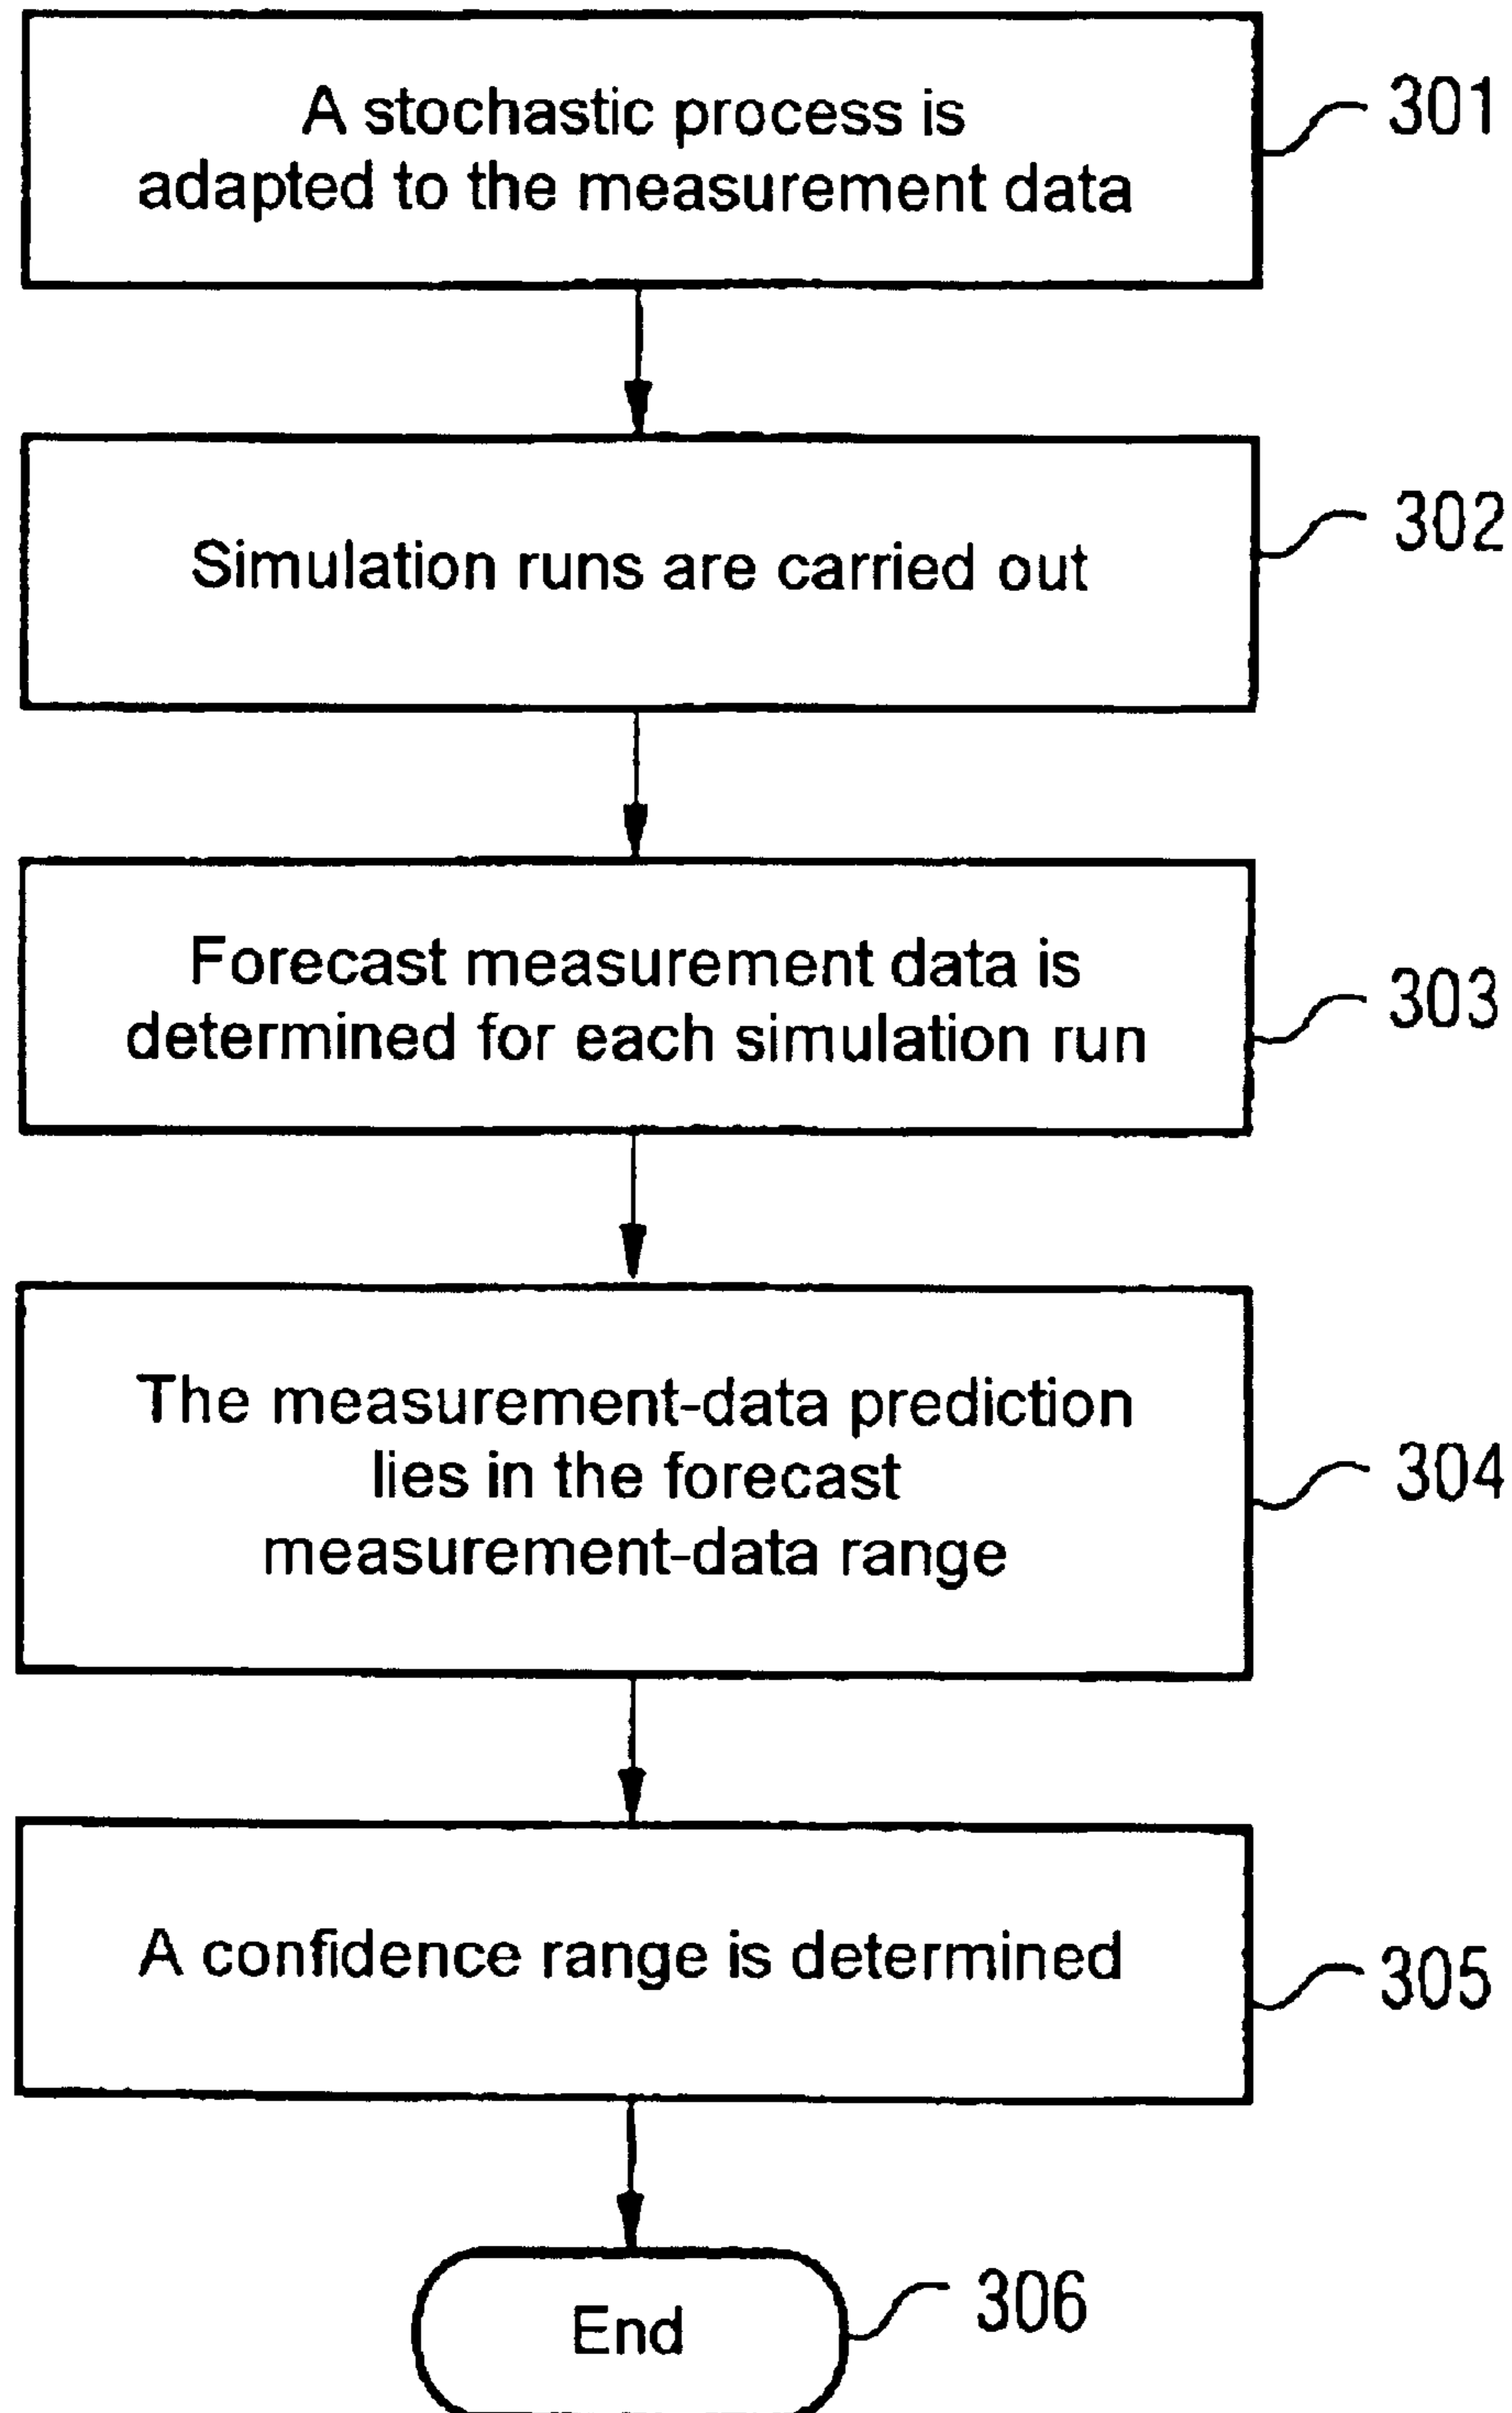 A stochastic process is
adapted to the measurement data
301
Simulation runs are carried out
302
Forecast measurement data is
determined for each simulation run
303
The measurement-data prediction
lies in the forecast
measurement-data range
304
A confidence range is determined
305
End
306